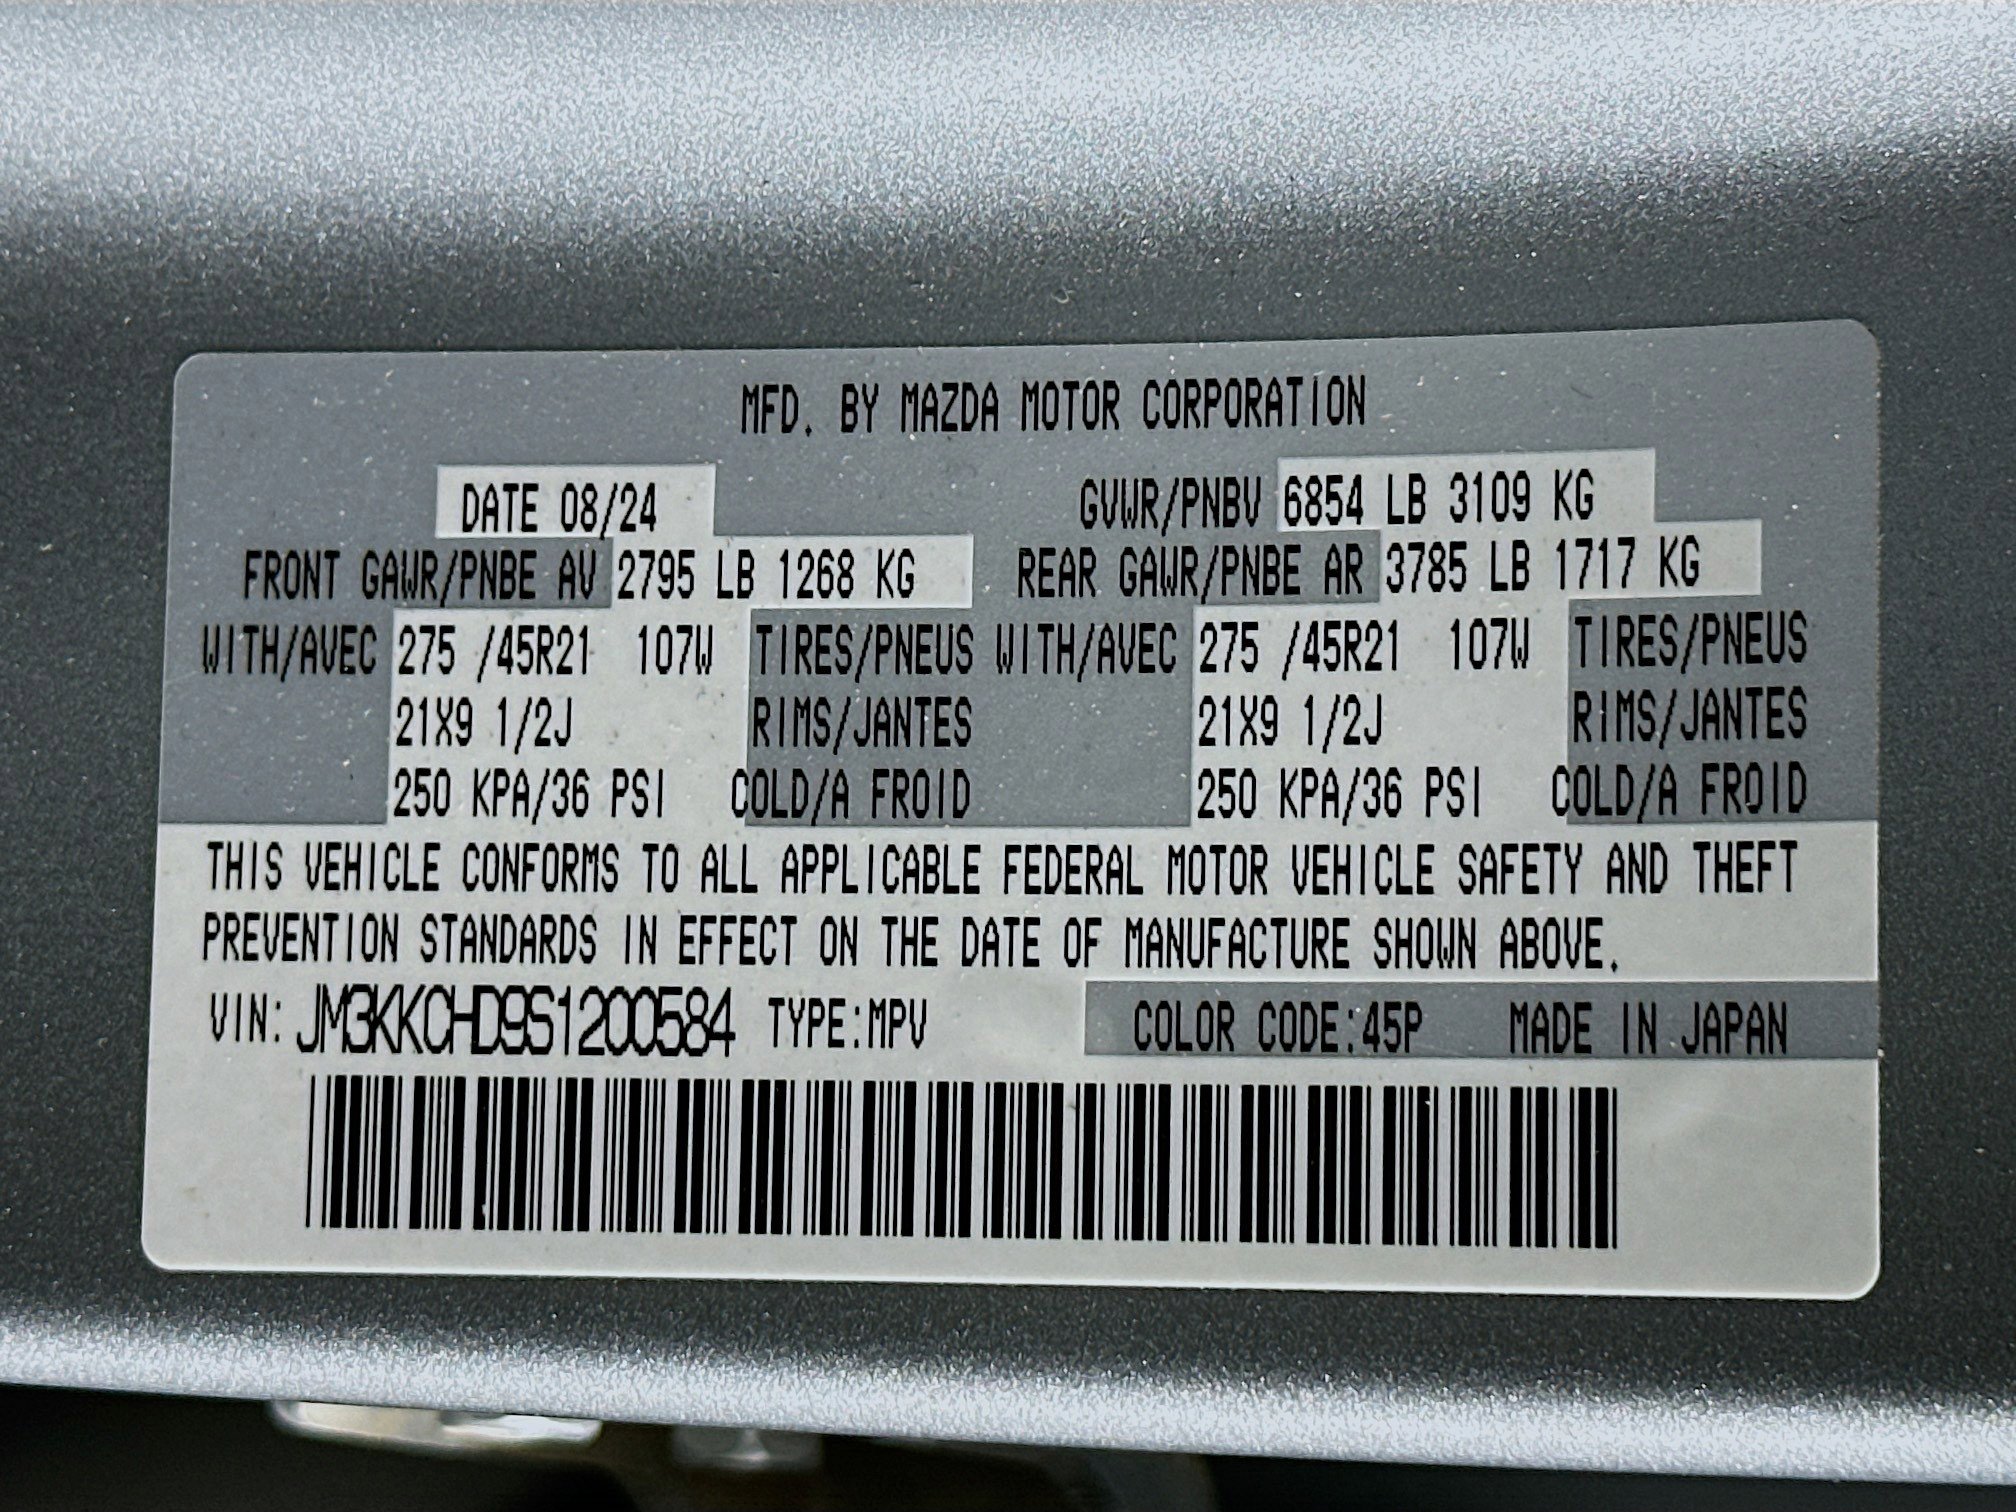 MFD. BY MAZDA MOTOR CORPORATION
DATE 08/24 GVWR/PNBV 6854 LB 3109 KG
FRONT GAWR/PNBE AV 2795 LB 1268 KG REAR GAWR/PNBE AR 3785 LB 1717 KG
WITH/AVEC 275 /45R21 107W TIRES/PNEUS WITH/AVEC 275 /45R21 107W TIRES/PNEUS
21X9 1/2J RIMS/JANTES 21X9 1/2J RIMS/JANTES
250 KPA/36 PSI COLD/A FROID 250 KPA/36 PSI COLD/A FROID
THIS VEHICLE CONFORMS TO ALL APPLICABLE FEDERAL MOTOR VEHICLE SAFETY AND THEFT
PREVENTION STANDARDS IN EFFECT ON THE DATE OF MANUFACTURE SHOWN ABOVE.
VIN: JM3KKCHD9S1200584 TYPE:MPV COLOR CODE:45P MADE IN JAPAN